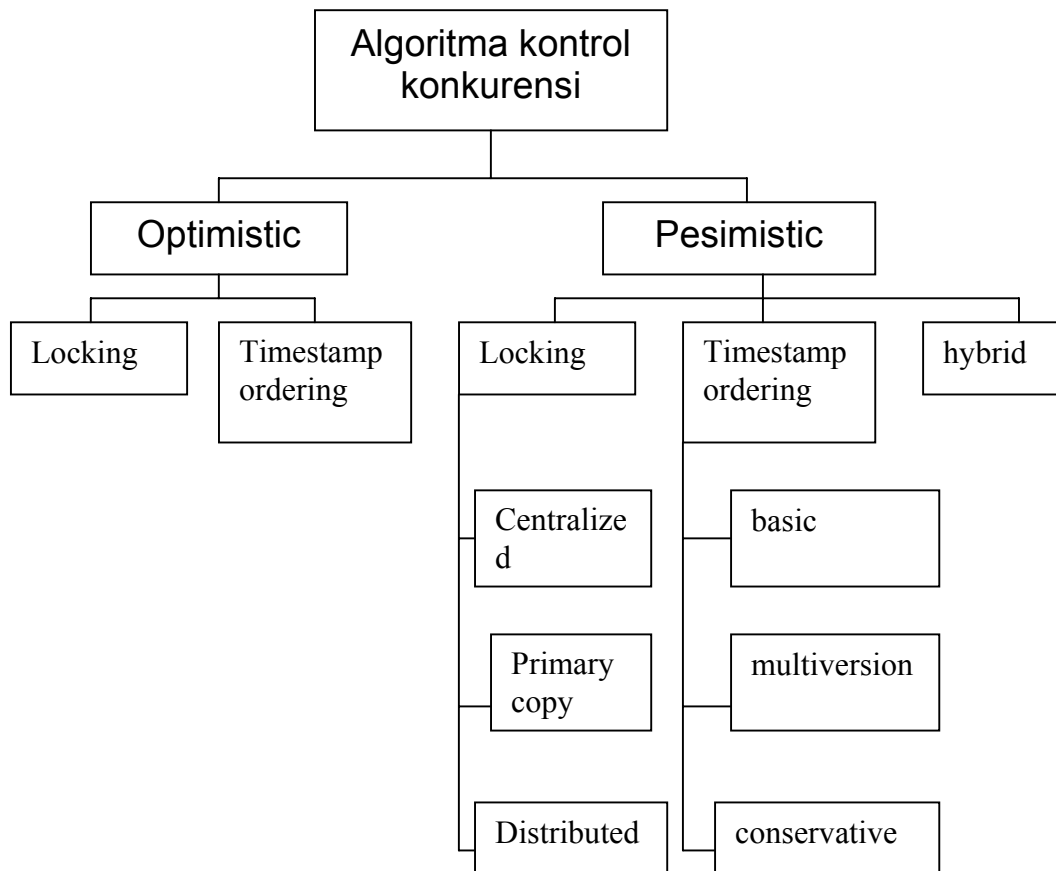 Algoritma kontrol
konkurensi
Optimistic
Pesimistic
Locking
Timestamp
ordering
Locking
Timestamp
ordering
hybrid
Centralize
d
basic
Primary
copy
multiversion
Distributed
conservative